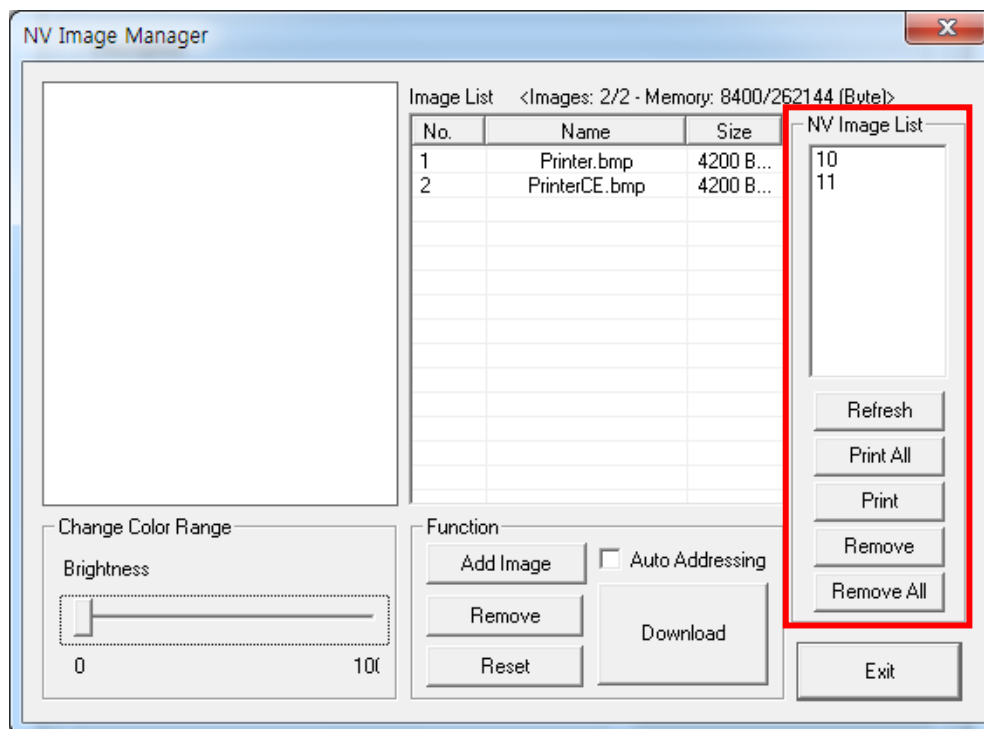 NV Image Manager
Image List <Images: 2/2 - Memory: 8400/262144 (Byte)>
No. Name Size
1 Printer.bmp 4200 B...
2 PrinterCE.bmp 4200 B...
NV Image List
10
11
Refresh
Print All
Print
Remove
Remove All
Change Color Range
Brightness
0 100
Function
Add Image
Auto Addressing
Remove
Download
Reset
Exit